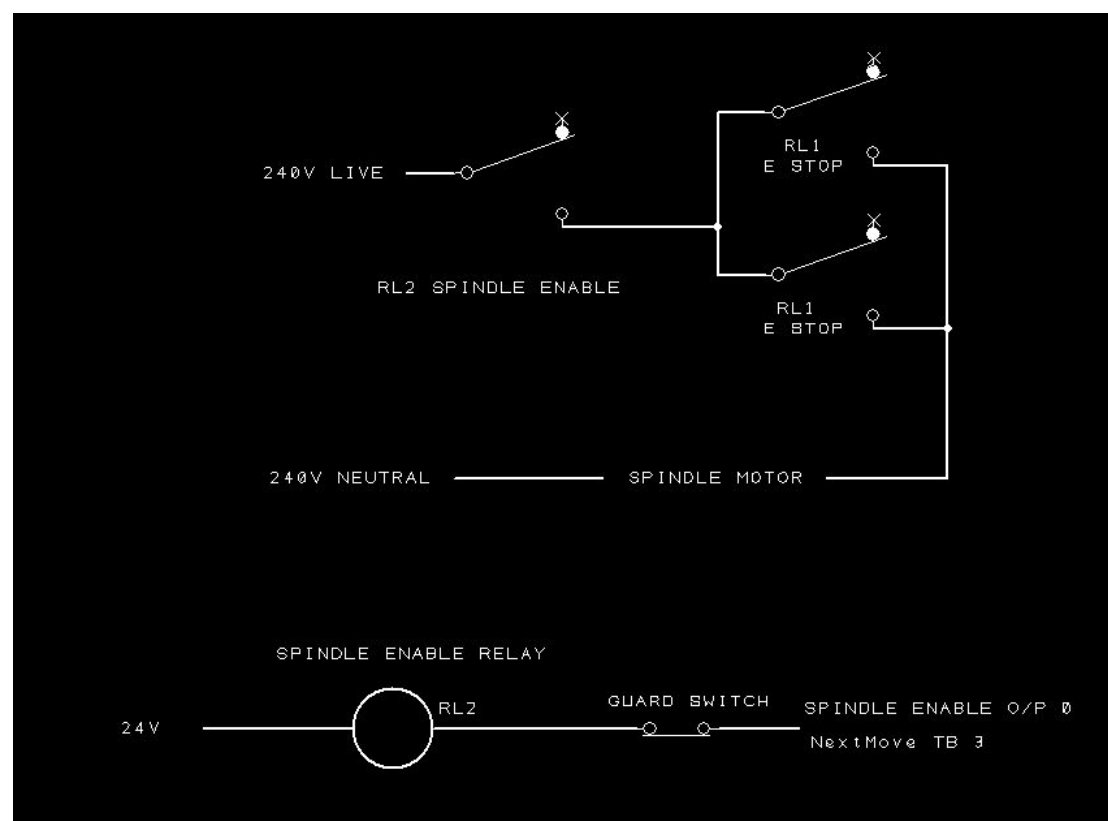 RL1
E STOP
240V LIVE
RL2 SPINDLE ENABLE
RL1
E STOP
240V NEUTRAL
SPINDLE MOTOR
SPINDLE ENABLE RELAY
RL2
GUARD SWITCH
SPINDLE ENABLE O/P 0
24V
NextMove TB 3